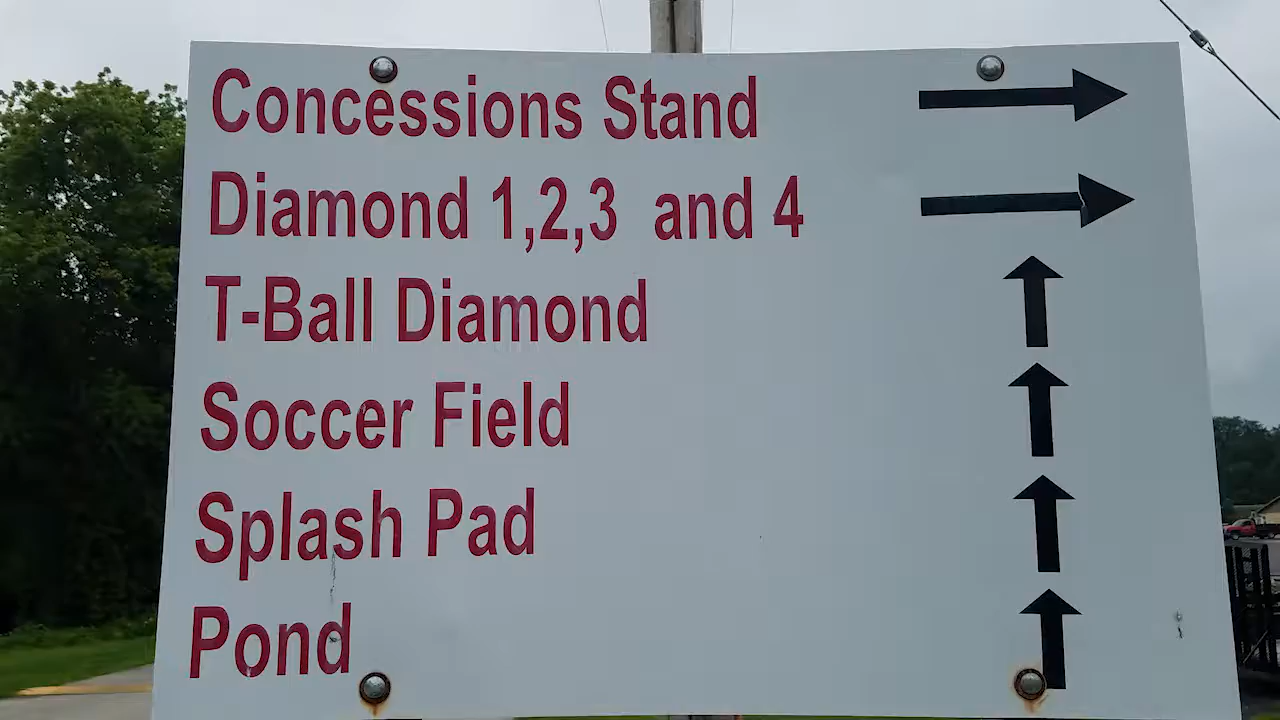 Concessions Stand
Diamond 1,2,3 and 4
T-Ball Diamond
Soccer Field
Splash Pad
Pond